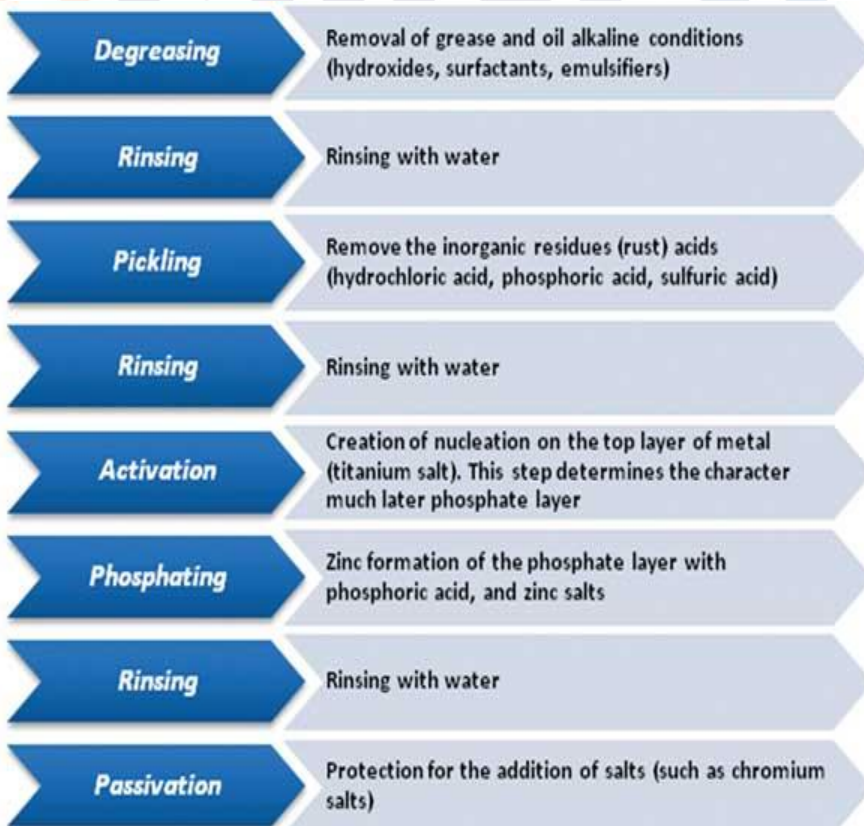 Degreasing
Removal of grease and oil alkaline conditions
(hydroxides, surfactants, emulsifiers)
Rinsing
Rinsing with water
Pickling
Remove the inorganic residues (rust) acids
(hydrochloric acid, phosphoric acid, sulfuric acid)
Rinsing
Rinsing with water
Activation
Creation of nucleation on the top layer of metal
(titanium salt). This step determines the character
much later phosphate layer
Phosphating
Zinc formation of the phosphate layer with
phosphoric acid, and zinc salts
Rinsing
Rinsing with water
Passivation
Protection for the addition of salts (such as chromium
salts)